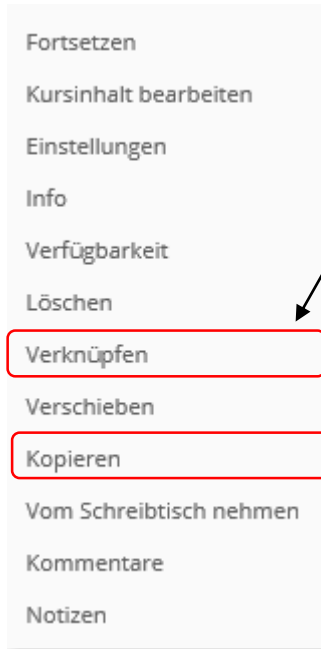 Fortsetzen
Kursinhalt bearbeiten
Einstellungen
Info
Verfügbarkeit
Löschen
Verknüpfen
Verschieben
Kopieren
Vom Schreibtisch nehmen
Kommentare
Notizen